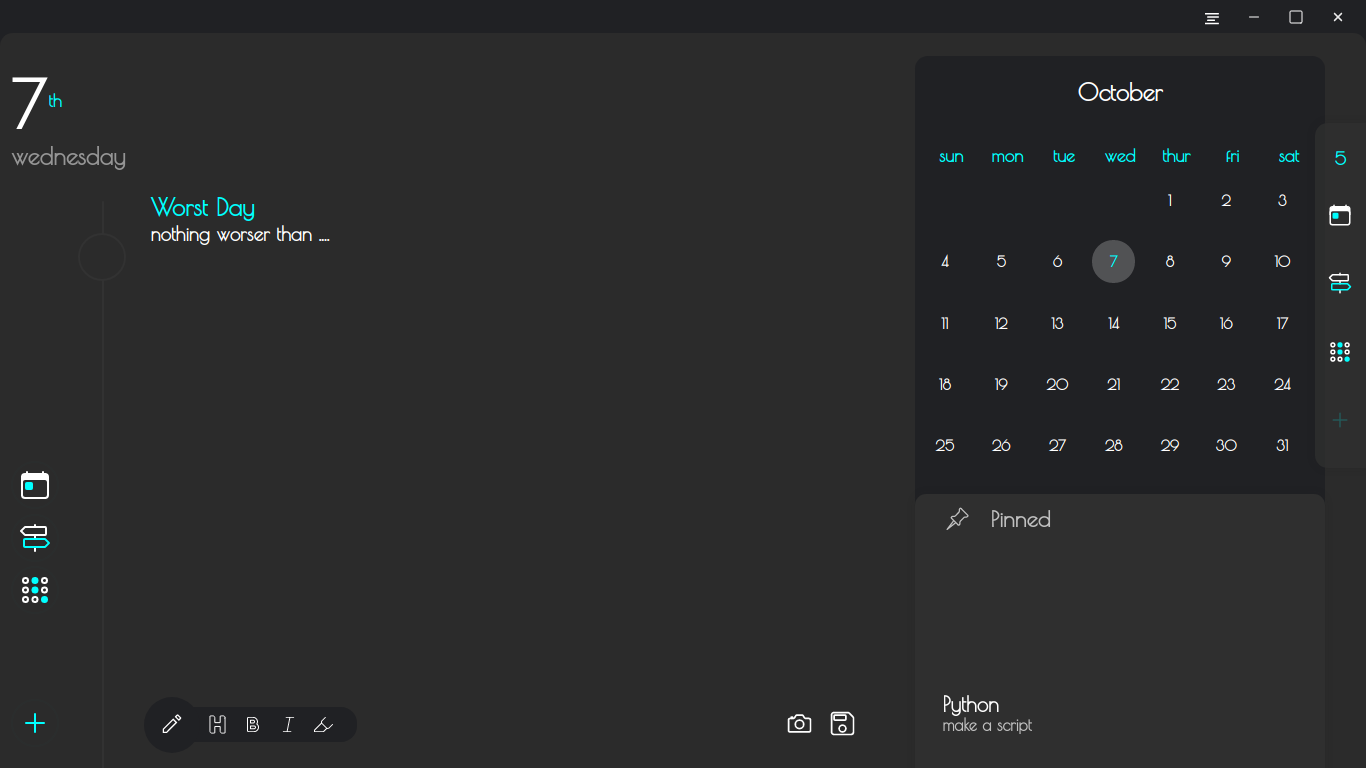 7th
wednesday
Worst Day
nothing worser than ....
H B I
October
sun mon tue wed thur fri sat
1 2 3
4 5 6 7 8 9 10
11 12 13 14 15 16 17
18 19 20 21 22 23 24
25 26 27 28 29 30 31
Pinned
Python
make a script
5